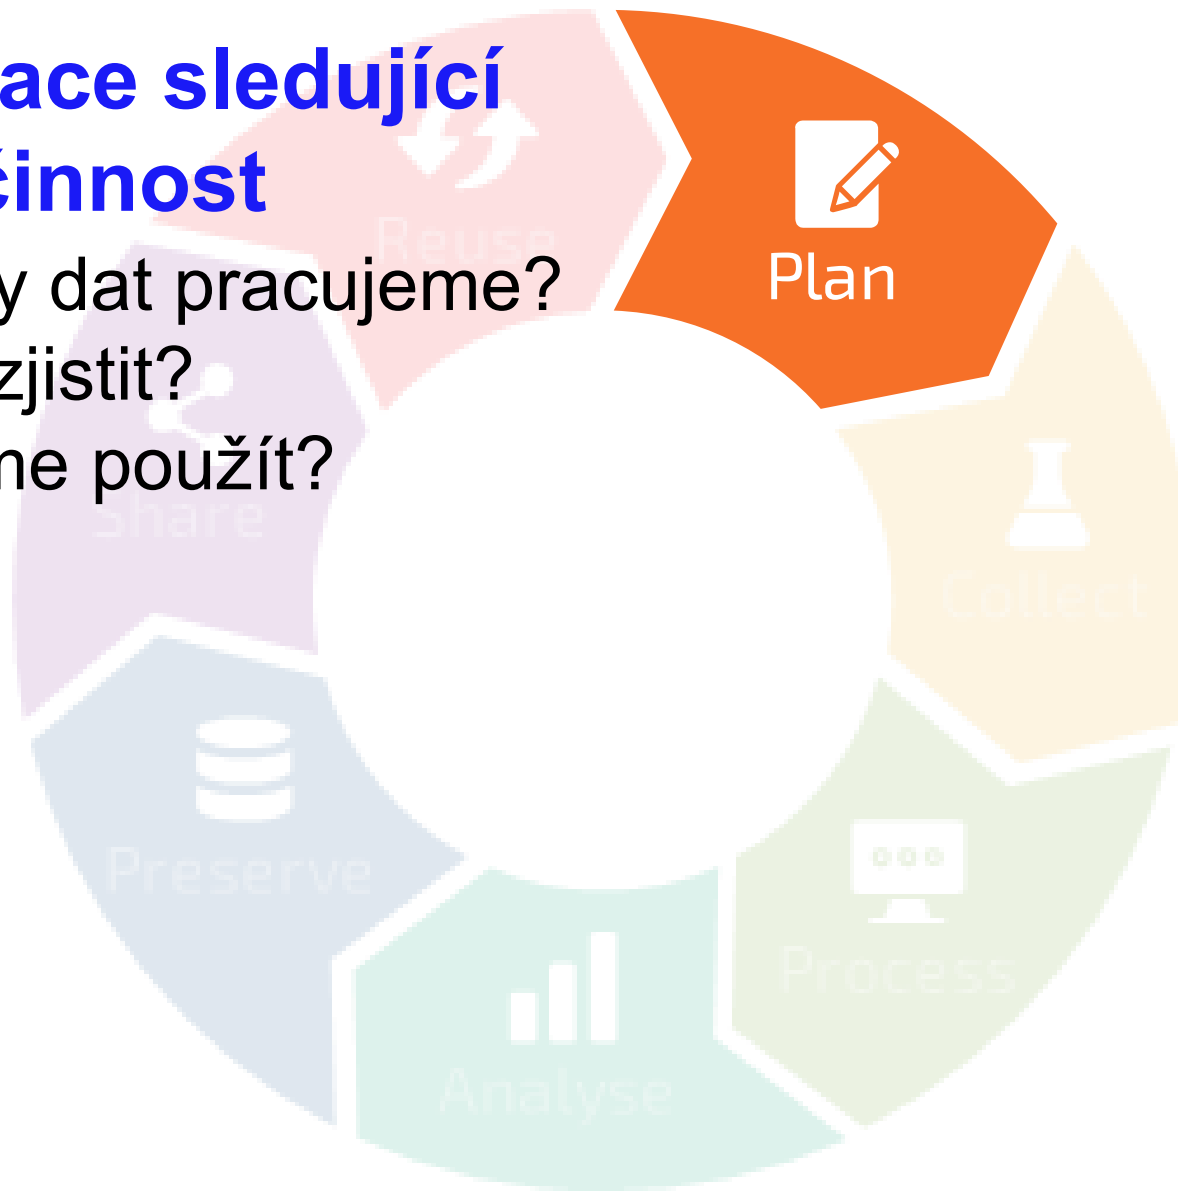 ace sledující
činnost
y dat pracujeme?
zjistit?
me použít?
Plan
Collect
Process
Analyse
Preserve
Share
Reuse